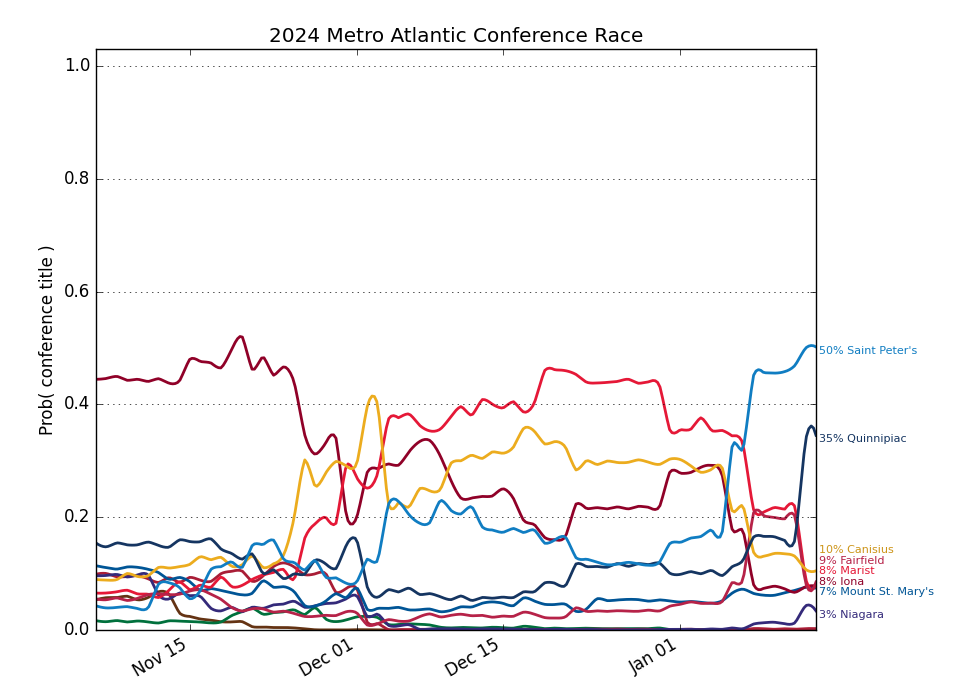 2024 Metro Atlantic Conference Race
Prob( conference title )
1.0
0.8
0.6
0.4
0.2
0.0
Nov 15
Dec 01
Dec 15
Jan 01
50% Saint Peter's
35% Quinnipiac
10% Canisius
9% Fairfield
8% Marist
8% Iona
7% Mount St. Mary's
3% Niagara